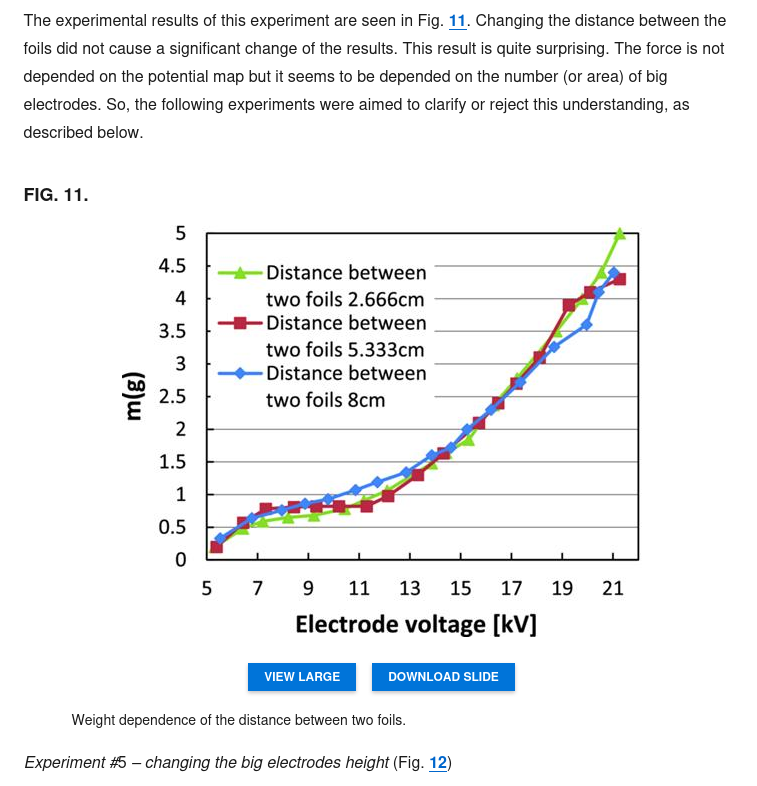 The experimental results of this experiment are seen in Fig. 11. Changing the distance between the
foils did not cause a significant change of the results. This result is quite surprising. The force is not
depended on the potential map but it seems to be depended on the number (or area) of big
electrodes. So, the following experiments were aimed to clarify or reject this understanding, as
described below.
FIG. 11.
5
4.5
4
3.5
3
2.5
2
1.5
1
0.5
0
m(g)
Distance between
two foils 2.666cm
Distance between
two foils 5.333cm
Distance between
two foils 8cm
5 7 9 11 13 15 17 19 21
Electrode voltage [kV]
VIEW LARGE
DOWNLOAD SLIDE
Weight dependence of the distance between two foils.
Experiment #5 – changing the big electrodes height (Fig. 12)